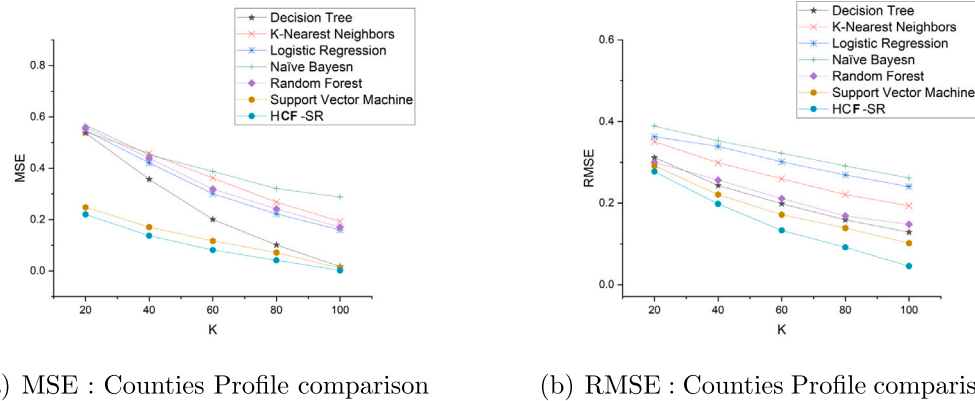 Decision Tree
K-Nearest Neighbors
Logistic Regression
Naïve Bayesn
Random Forest
Support Vector Machine
HCF-SR
MSE
0.8
0.6
0.4
0.2
0.0
20 40 60 80 100
K
Decision Tree
K-Nearest Neighbors
Logistic Regression
Naïve Bayesn
Random Forest
Support Vector Machine
HCF-SR
RMSE
0.6
0.4
0.2
0.0
20 40 60 80 100
K
) MSE : Counties Profile comparison
(b) RMSE : Counties Profile comparis